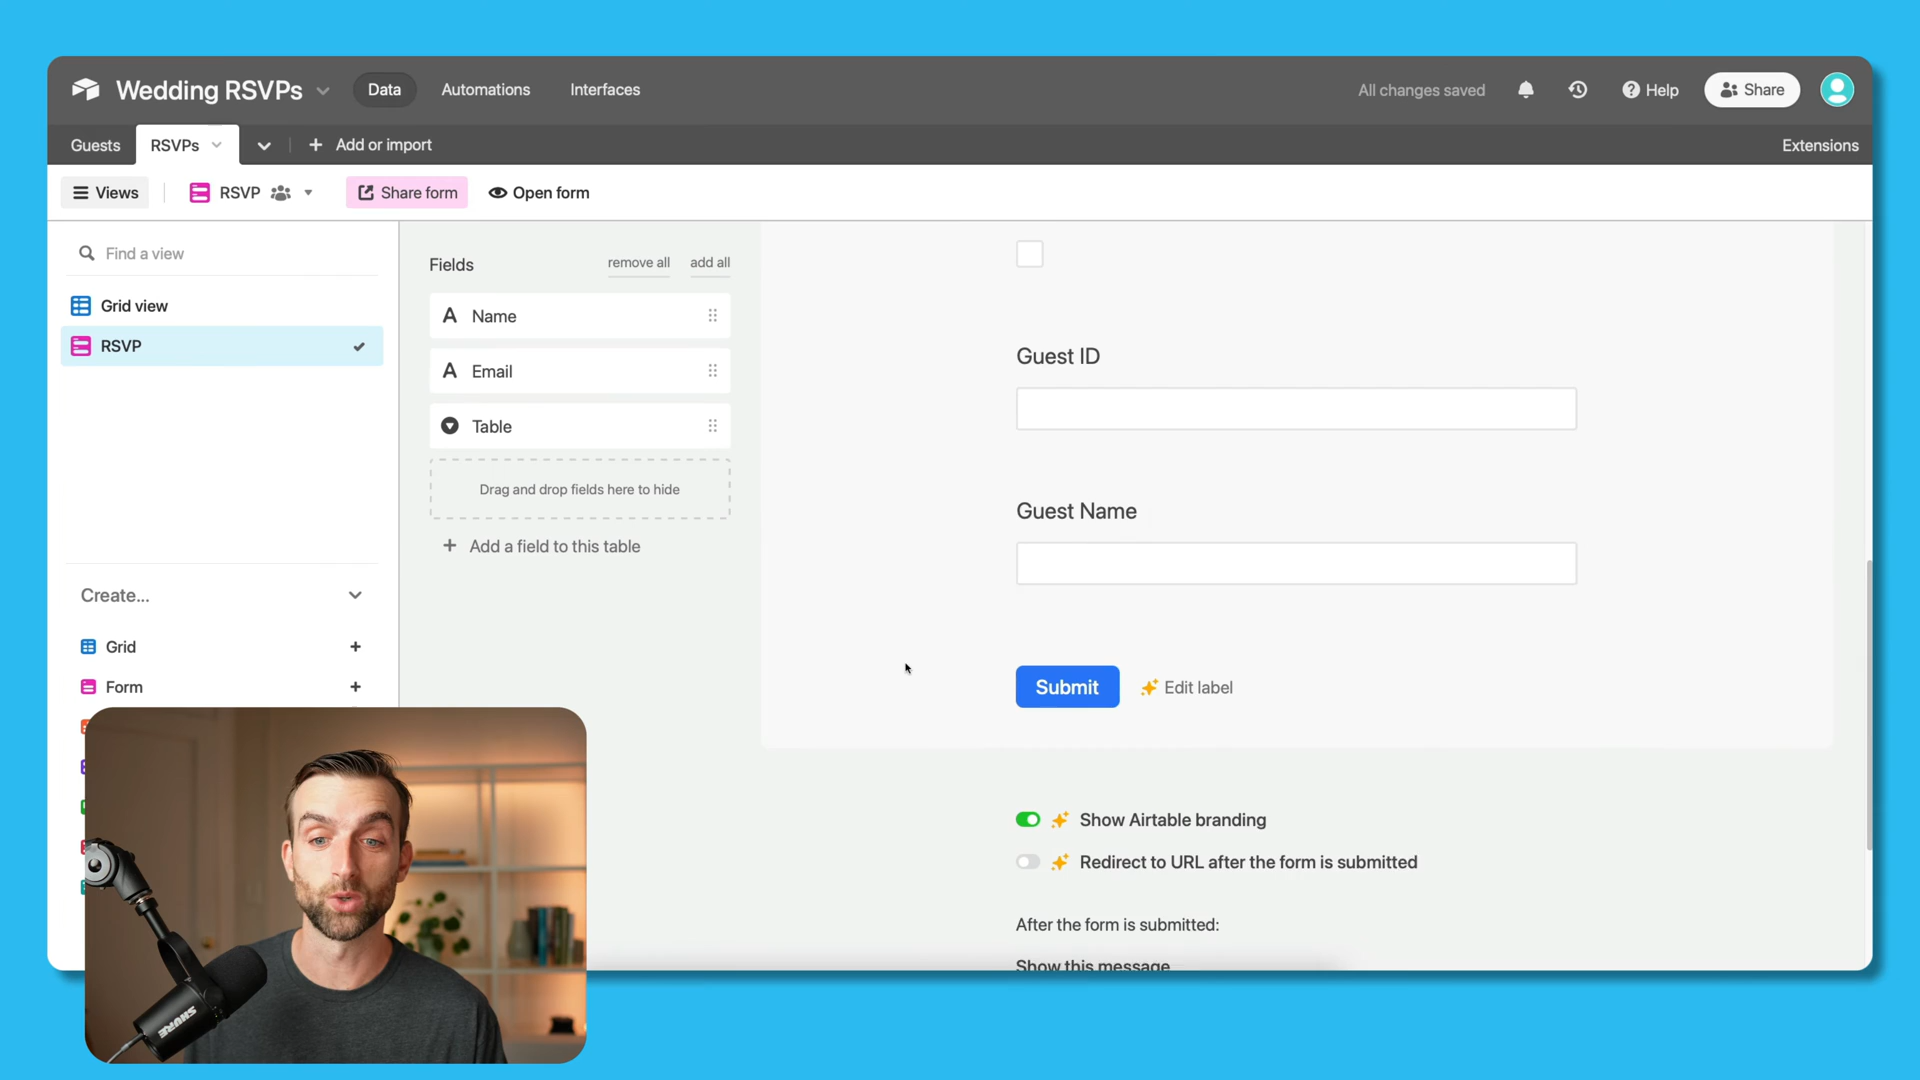 Wedding RSVPs
Data
Automations
Interfaces
All changes saved
Help
Share
Guests
RSVPs
Add or import
Extensions
Views
RSVP
Share form
Open form
Find a view
Grid view
RSVP
Create...
Grid
Form
Fields
remove all
add all
Name
Email
Table
Drag and drop fields here to hide
Add a field to this table
Guest ID
Guest Name
Submit
Edit label
Show Airtable branding
Redirect to URL after the form is submitted
After the form is submitted:
Show this message
SHURE